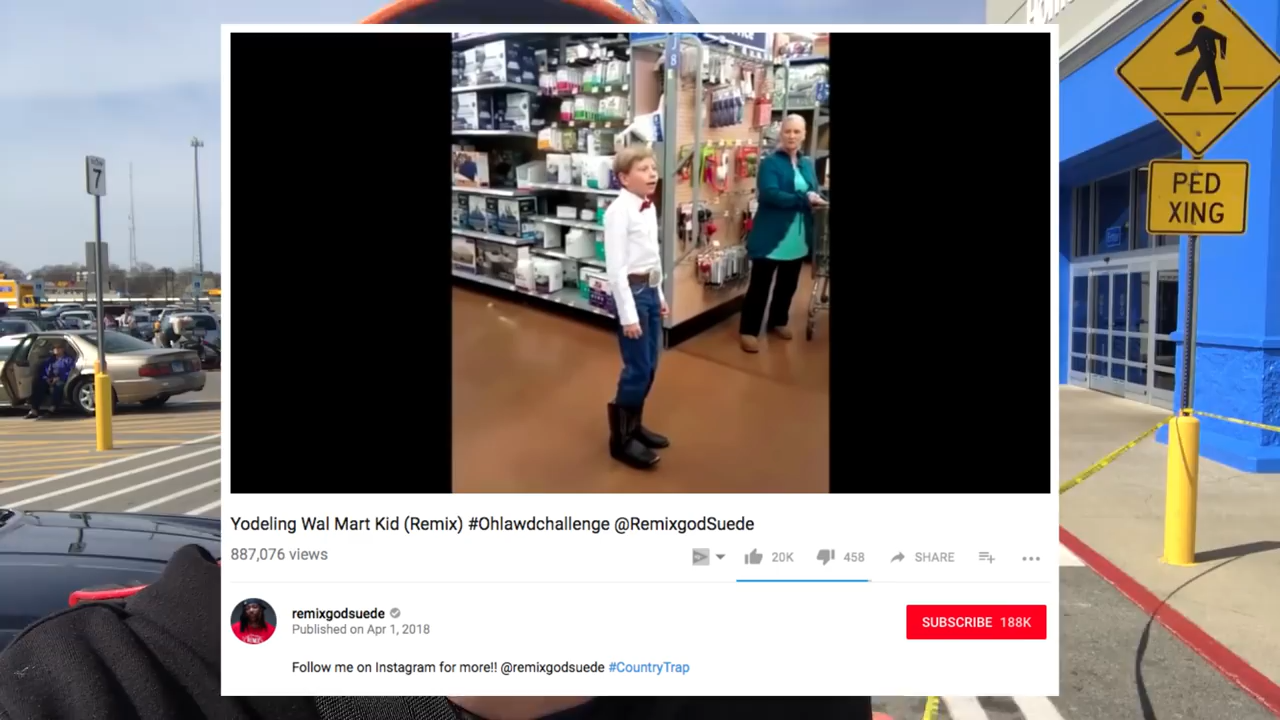 7
J
8
PED
XING
Yodeling Wal Mart Kid (Remix) #Ohlawdchallenge @RemixgodSuede
887,076 views
20K
458
SHARE
remixgodsuede
Published on Apr 1, 2018
SUBSCRIBE 188K
Follow me on Instagram for more!! @remixgodsuede #CountryTrap